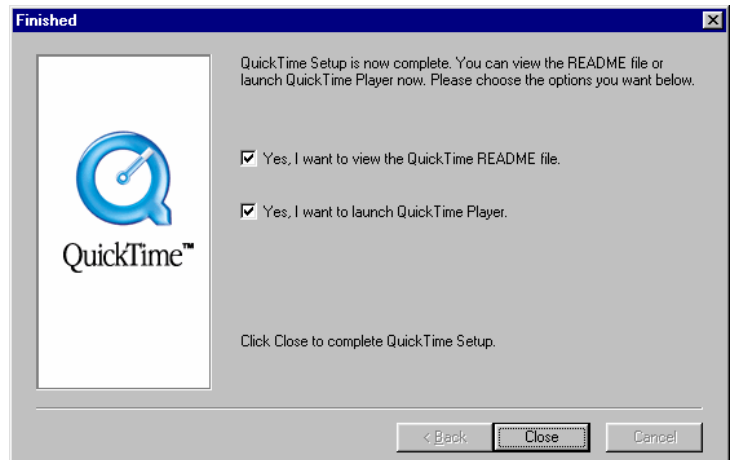 Finished
QuickTime Setup is now complete. You can view the README file or
launch QuickTime Player now. Please choose the options you want below.
Yes, I want to view the QuickTime README file.
Yes, I want to launch QuickTime Player.
QuickTime™
Click Close to complete QuickTime Setup.
< Back
Close
Cancel